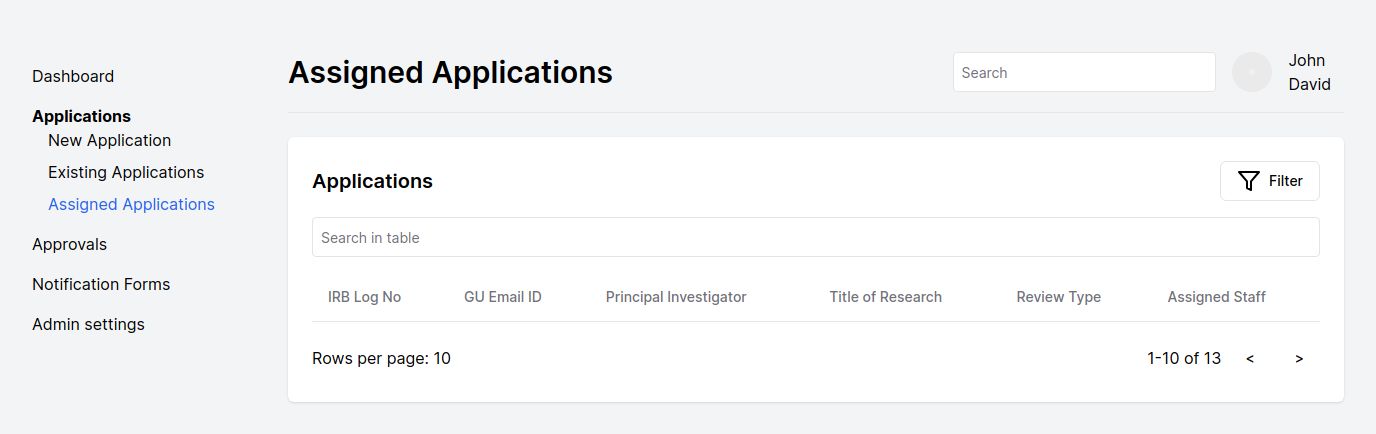 Dashboard
Applications
New Application
Existing Applications
Assigned Applications
Approvals
Notification Forms
Admin settings
Assigned Applications
Search
John
David
Applications
Filter
Search in table
IRB Log No GU Email ID Principal Investigator Title of Research Review Type Assigned Staff
Rows per page: 10 1-10 of 13 < >